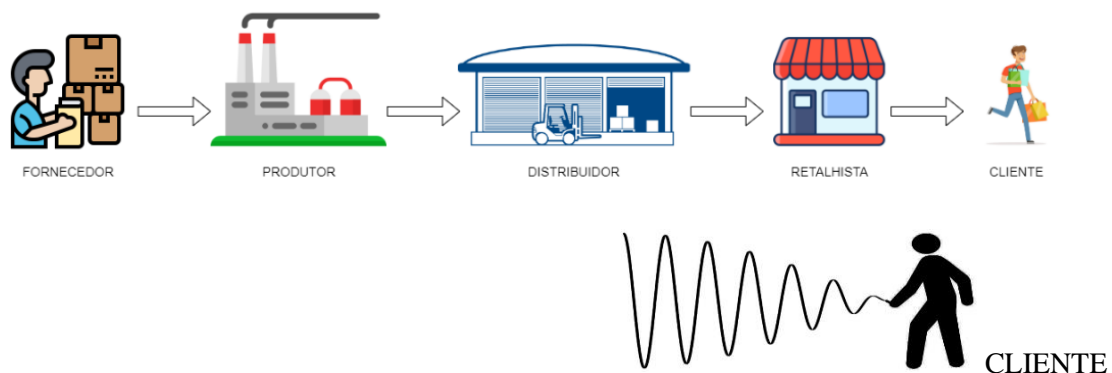 FORNECEDOR
PRODUTOR
DISTRIBUIDOR
RETALHISTA
CLIENTE
CLIENTE